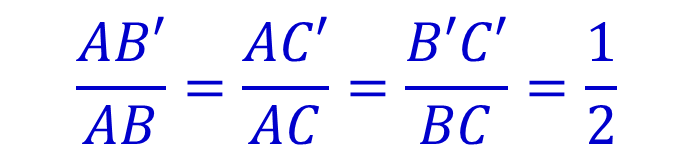 AB′/AB = AC′/AC = B′C′/BC = 1/2